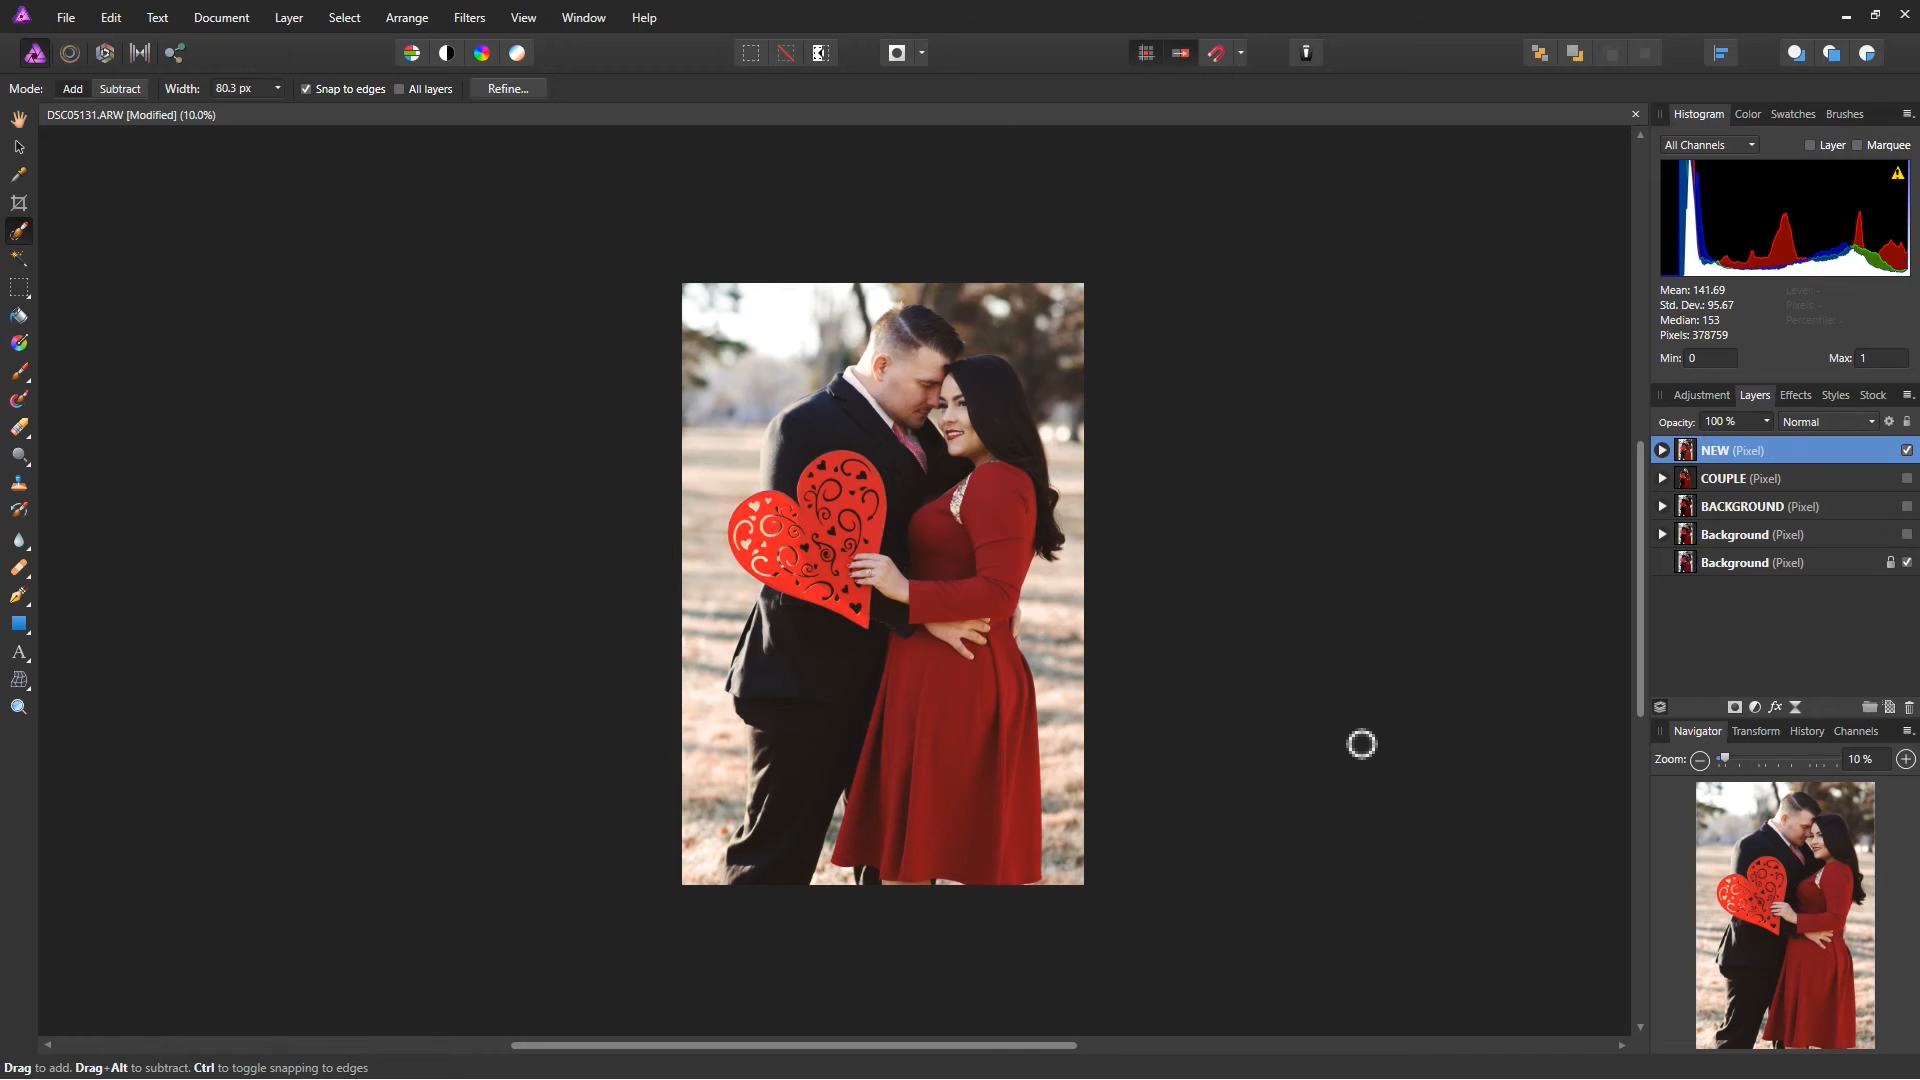 File Edit Text Document Layer Select Arrange Filters View Window Help
Mode: Add Subtract Width: 80.3 px Snap to edges All layers Refine...
DSC05131.ARW [Modified] (10.0%)
Histogram Color Swatches Brushes
All Channels Layer Marquee
Mean: 141.69 Level: -
Std. Dev.: 95.67 Pixels: -
Median: 153 Percentile: -
Pixels: 378759
Min: 0 Max: 1
Adjustment Layers Effects Styles Stock
Opacity: 100 % Normal
NEW (Pixel)
COUPLE (Pixel)
BACKGROUND (Pixel)
Background (Pixel)
Background (Pixel)
Navigator Transform History Channels
Zoom: 10 %
Drag to add. Drag+Alt to subtract. Ctrl to toggle snapping to edges